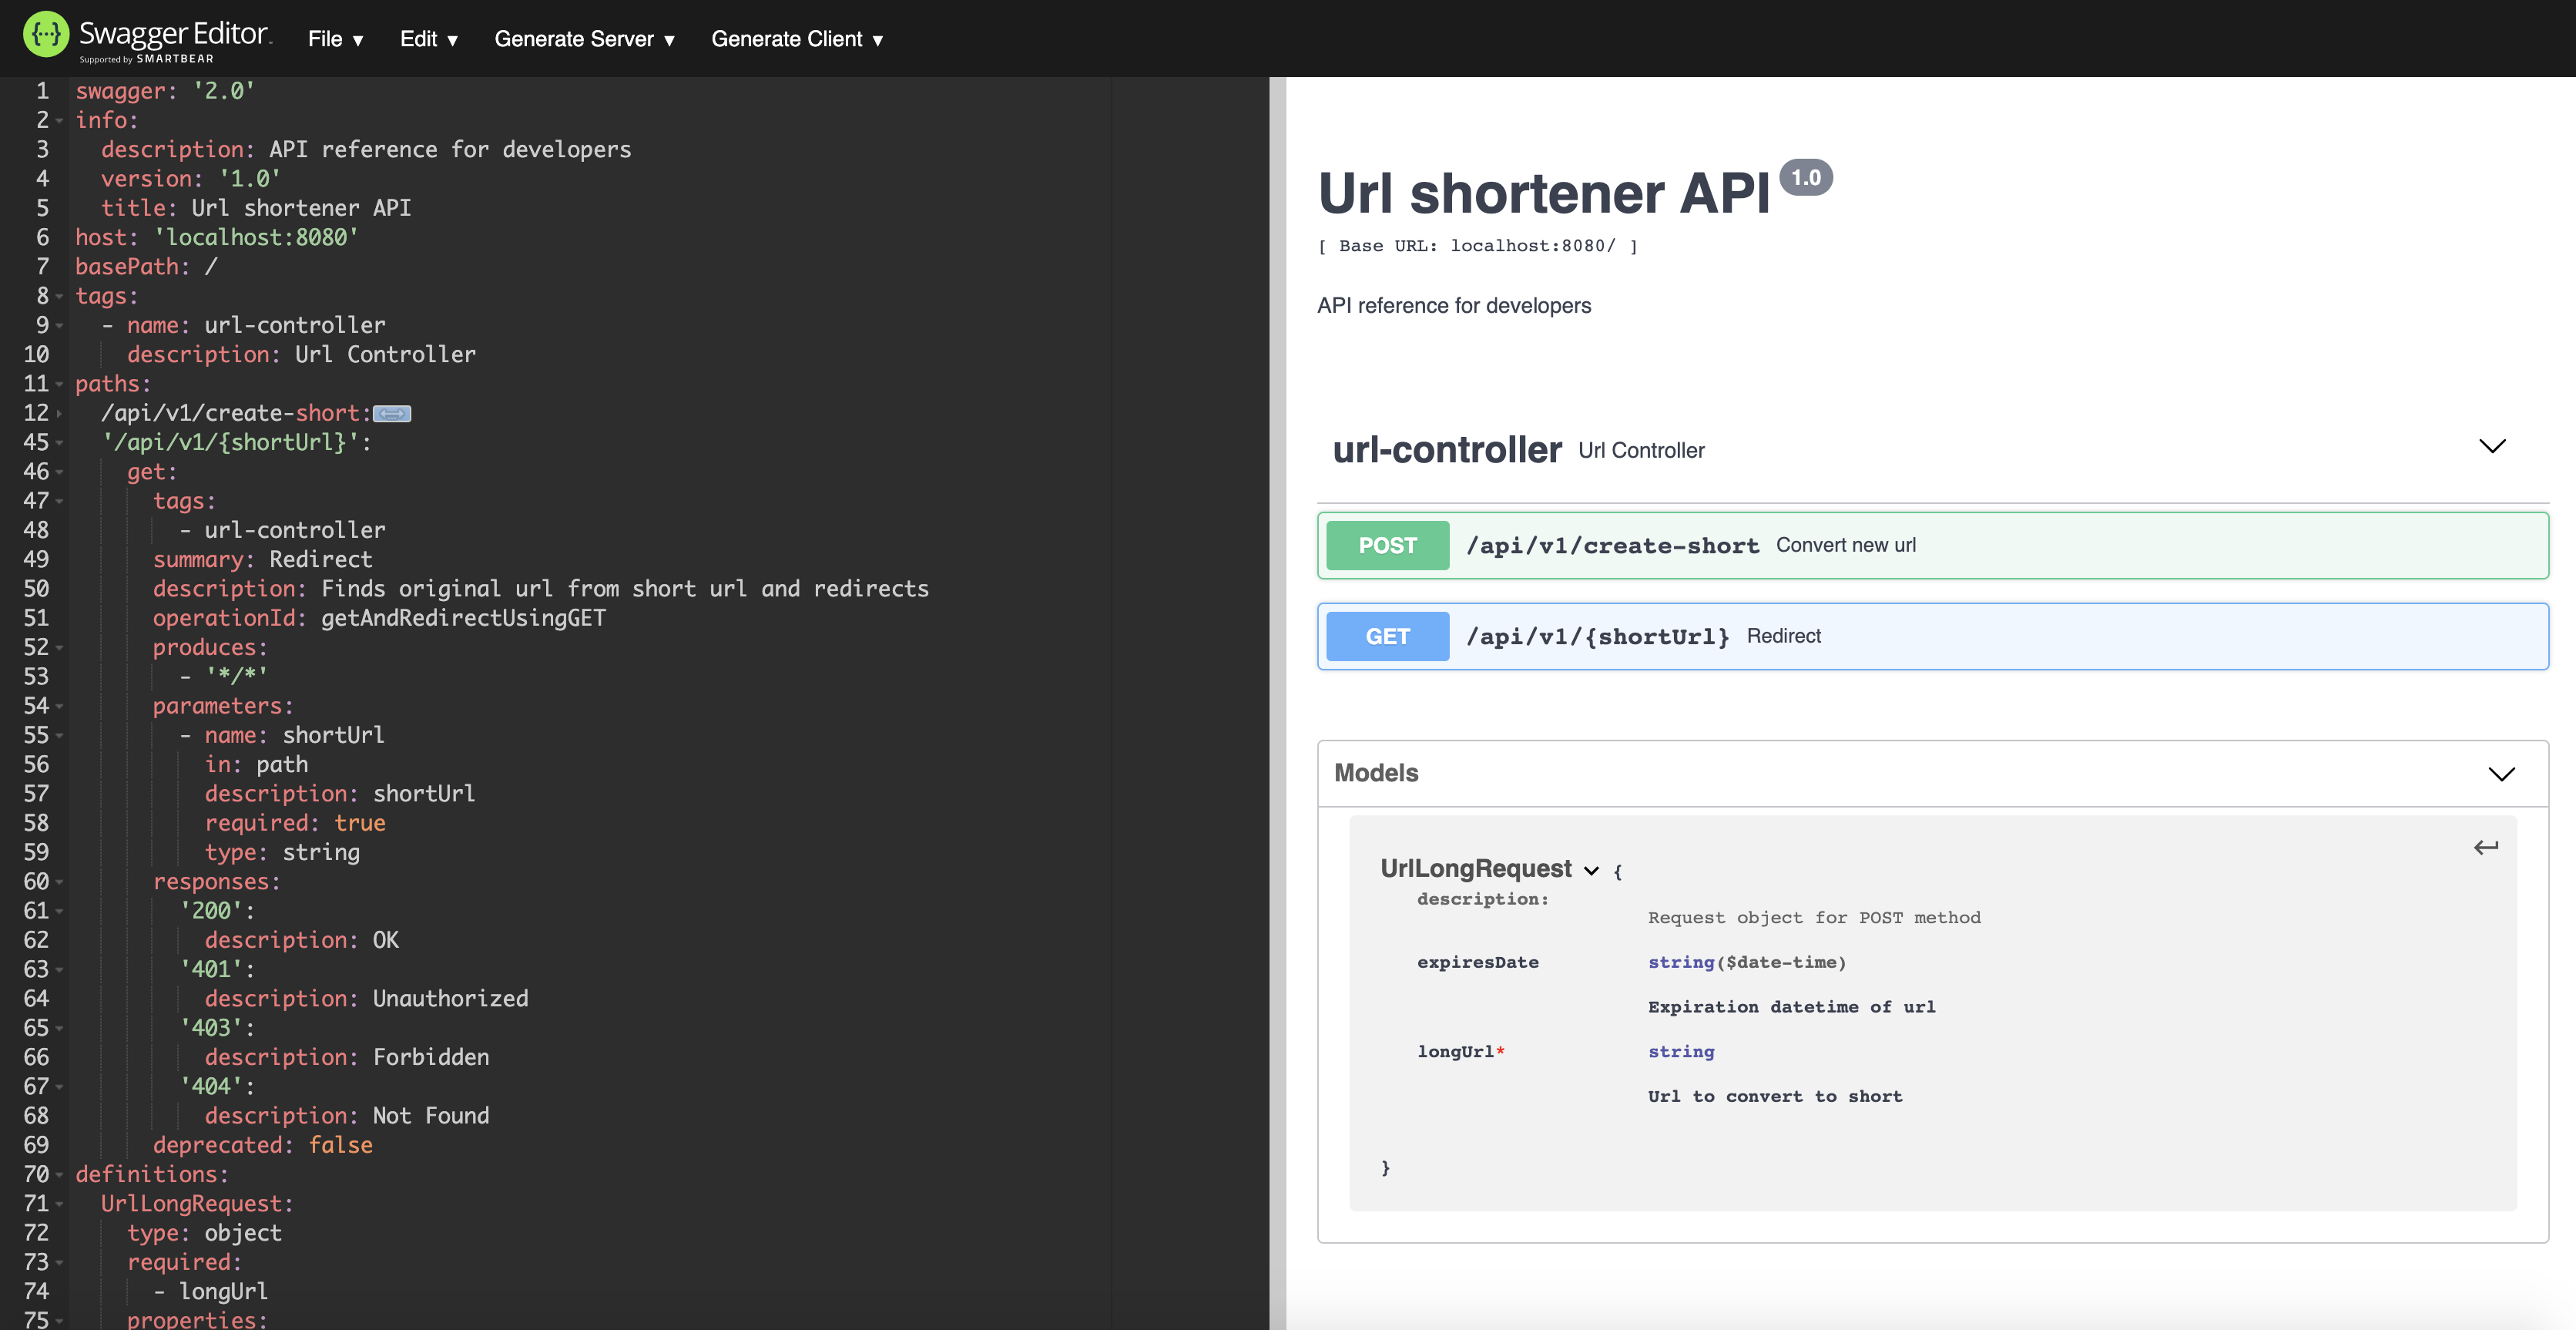 Swagger Editor
Supported by SMARTBEAR
File ▾
Edit ▾
Generate Server ▾
Generate Client ▾
1 swagger: '2.0'
2 info:
3   description: API reference for developers
4   version: '1.0'
5   title: Url shortener API
6 host: 'localhost:8080'
7 basePath: /
8 tags:
9   - name: url-controller
10     description: Url Controller
11 paths:
12   /api/v1/create-short:
45   '/api/v1/{shortUrl}':
46     get:
47       tags:
48         - url-controller
49       summary: Redirect
50       description: Finds original url from short url and redirects
51       operationId: getAndRedirectUsingGET
52       produces:
53         - '*/*'
54       parameters:
55         - name: shortUrl
56           in: path
57           description: shortUrl
58           required: true
59           type: string
60       responses:
61         '200':
62           description: OK
63         '401':
64           description: Unauthorized
65         '403':
66           description: Forbidden
67         '404':
68           description: Not Found
69       deprecated: false
70 definitions:
71   UrlLongRequest:
72     type: object
73     required:
74       - longUrl
75     properties:
Url shortener API 1.0
[ Base URL: localhost:8080/ ]
API reference for developers
url-controller Url Controller
POST /api/v1/create-short Convert new url
GET /api/v1/{shortUrl} Redirect
Models
UrlLongRequest {
description:
Request object for POST method
expiresDate string($date-time)
Expiration datetime of url
longUrl* string
Url to convert to short
}